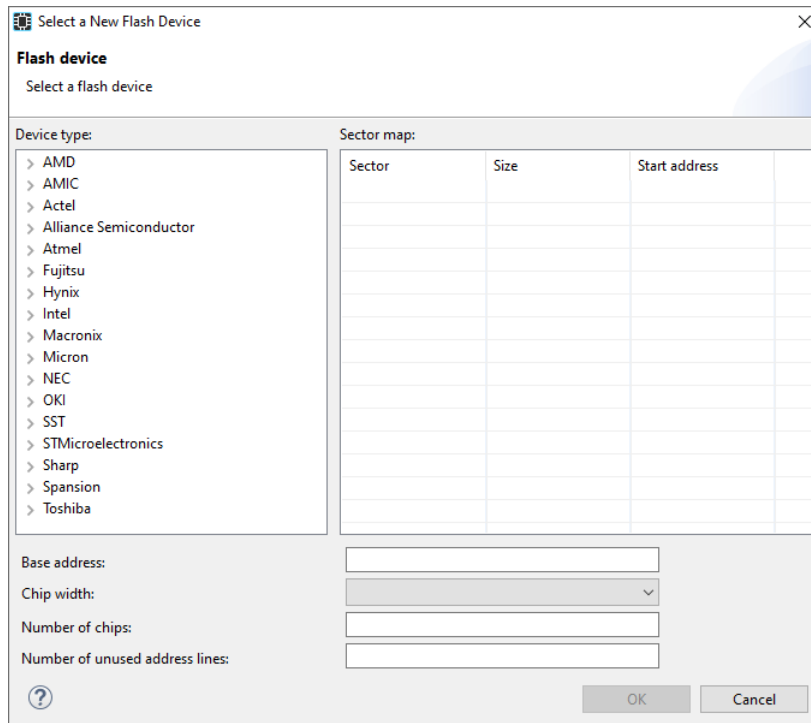 Select a New Flash Device
Flash device
Select a flash device
Device type:
AMD
AMIC
Actel
Alliance Semiconductor
Atmel
Fujitsu
Hynix
Intel
Macronix
Micron
NEC
OKI
SST
STMicroelectronics
Sharp
Spansion
Toshiba
Sector map:
Sector Size Start address
Base address:
Chip width:
Number of chips:
Number of unused address lines:
? OK Cancel